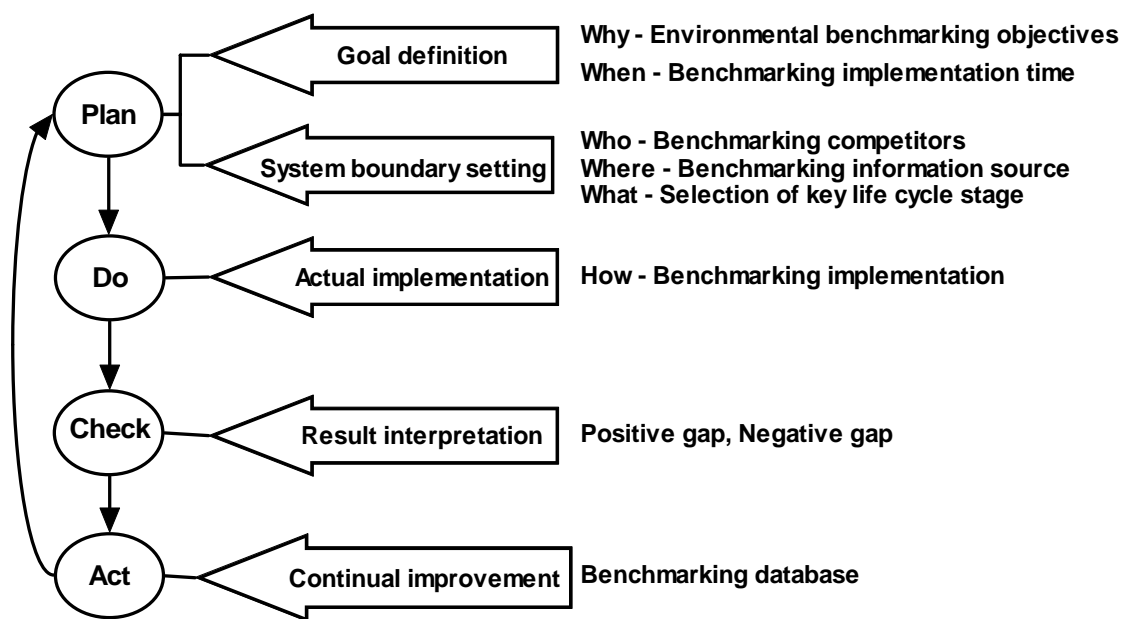 Goal definition
Why - Environmental benchmarking objectives
When - Benchmarking implementation time
Plan
System boundary setting
Who - Benchmarking competitors
Where - Benchmarking information source
What - Selection of key life cycle stage
Do
Actual implementation
How - Benchmarking implementation
Check
Result interpretation
Positive gap, Negative gap
Act
Continual improvement
Benchmarking database